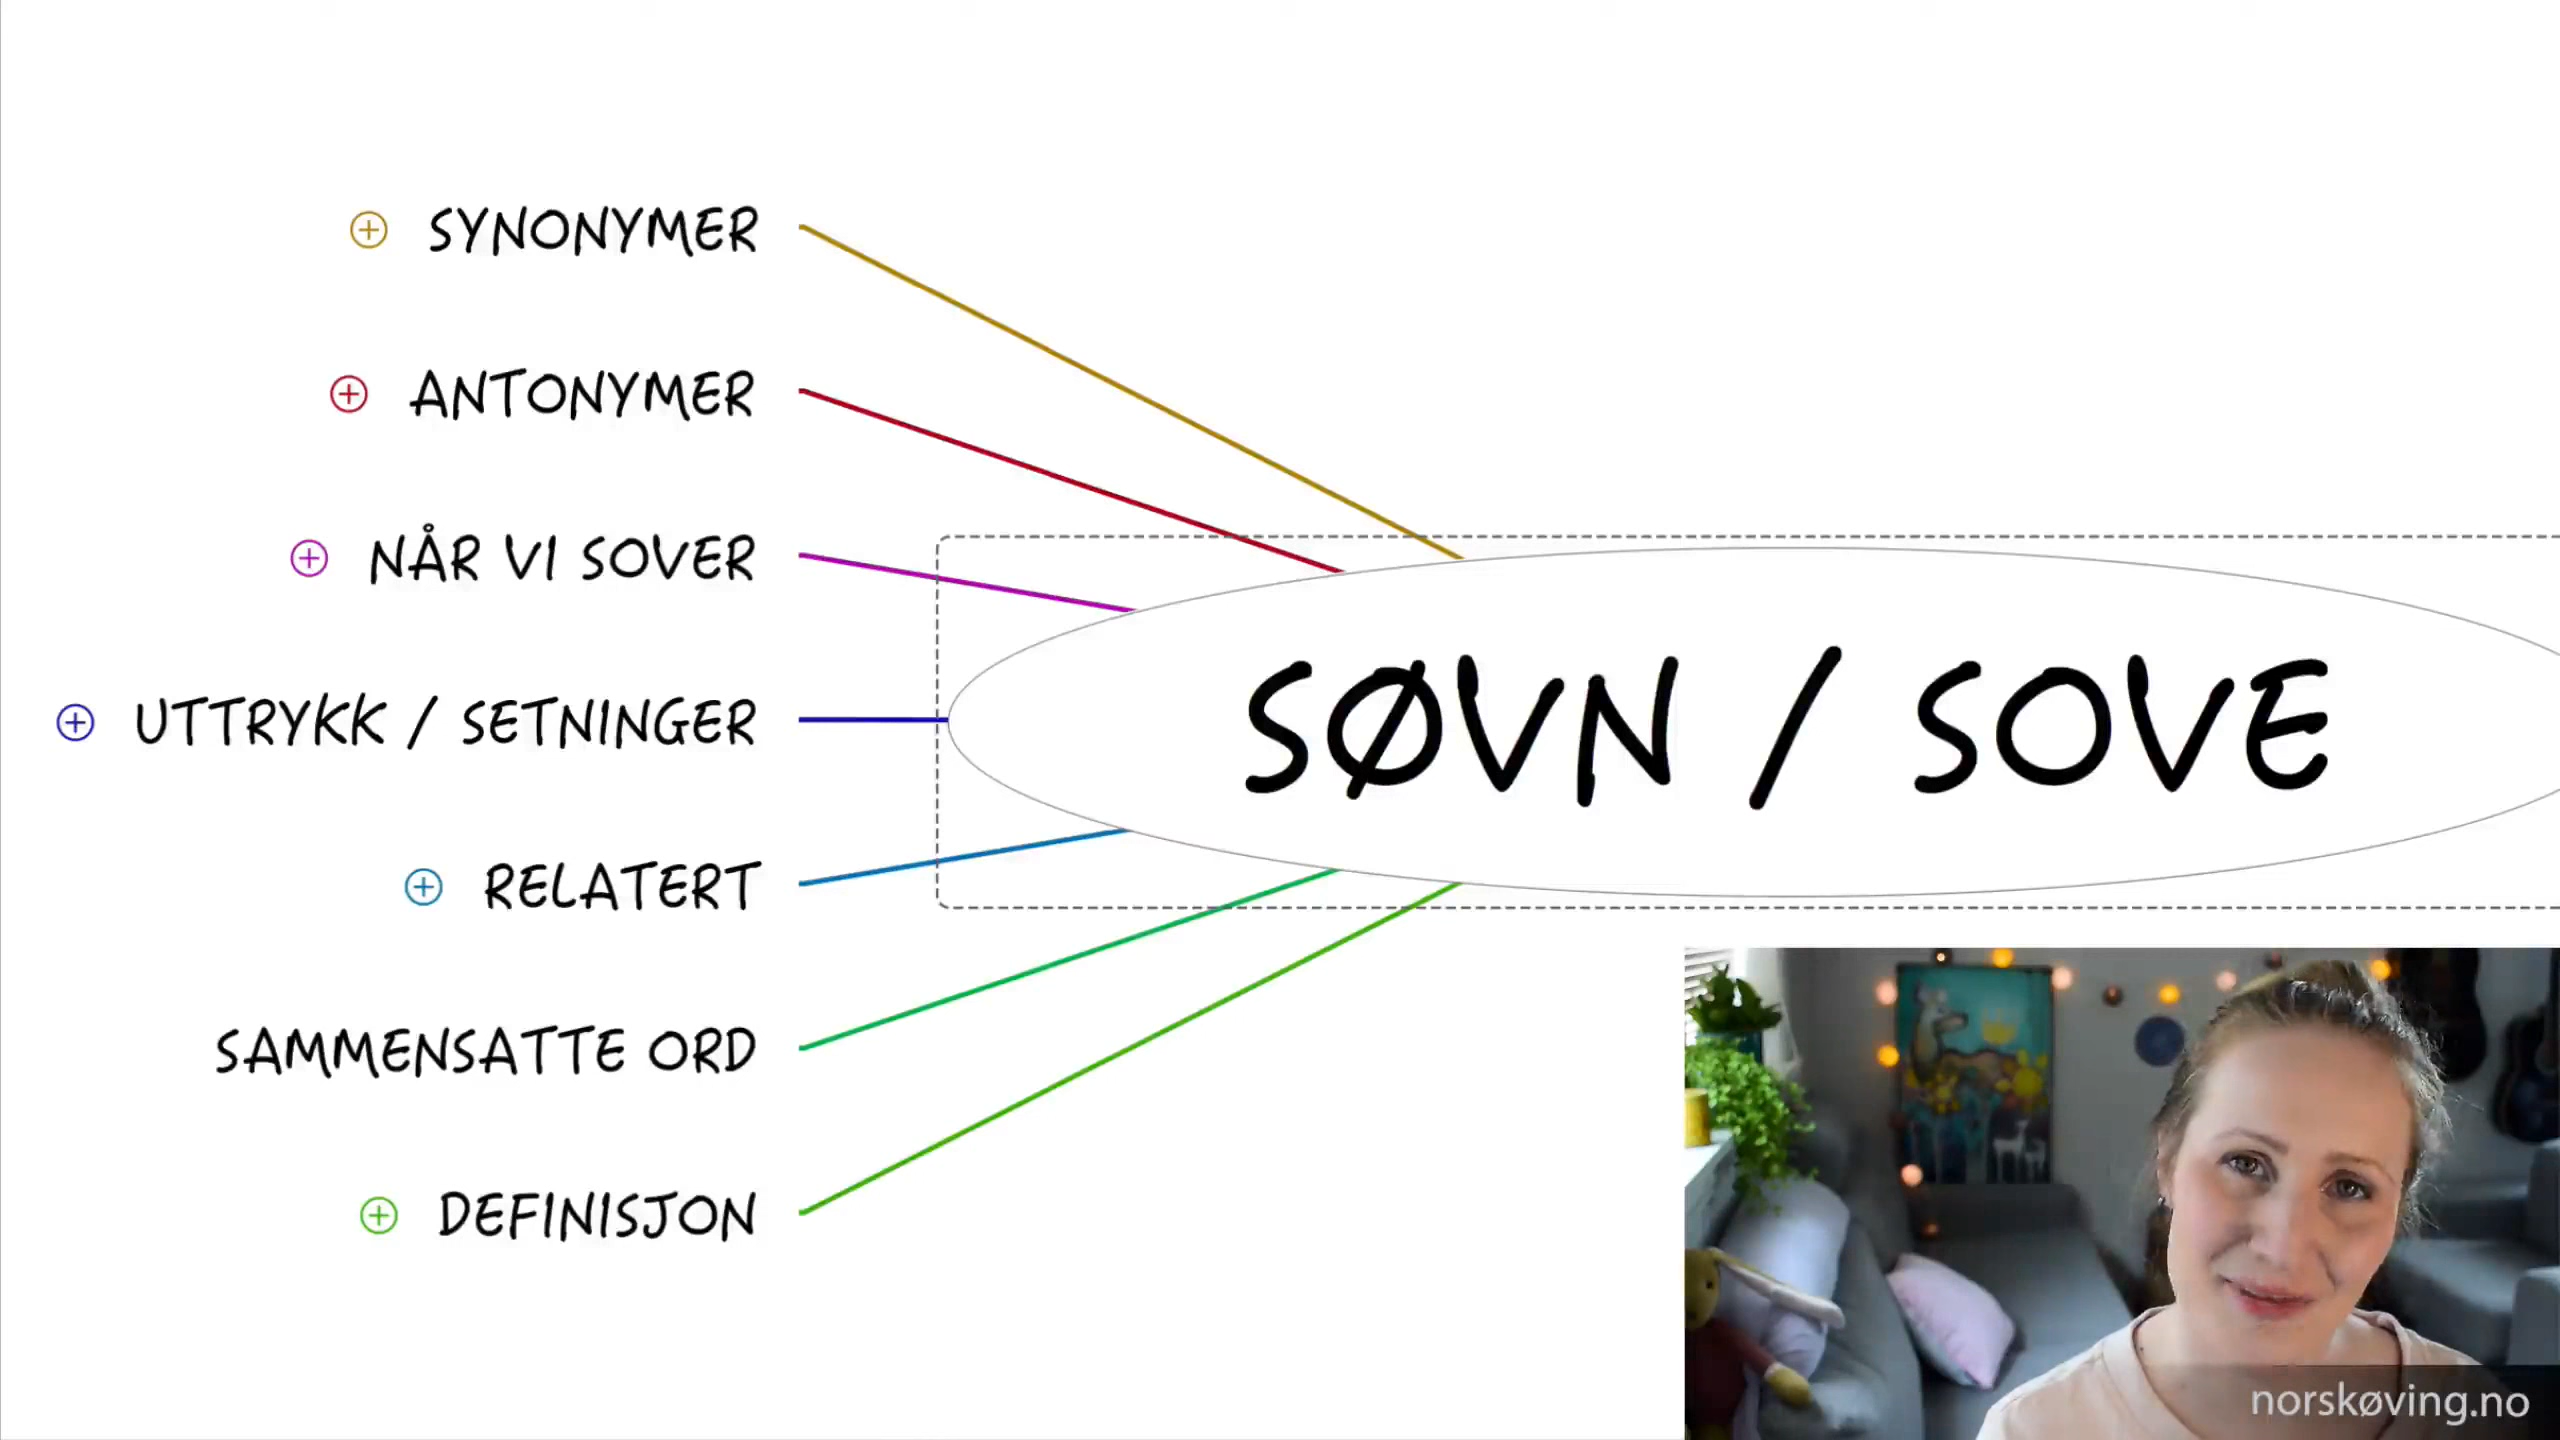 SYNONYMER
ANTONYMER
NÅR VI SOVER
UTTRYKK / SETNINGER
RELATERT
SAMMENSATTE ORD
DEFINISJON
SØVN / SOVE
norskøving.no